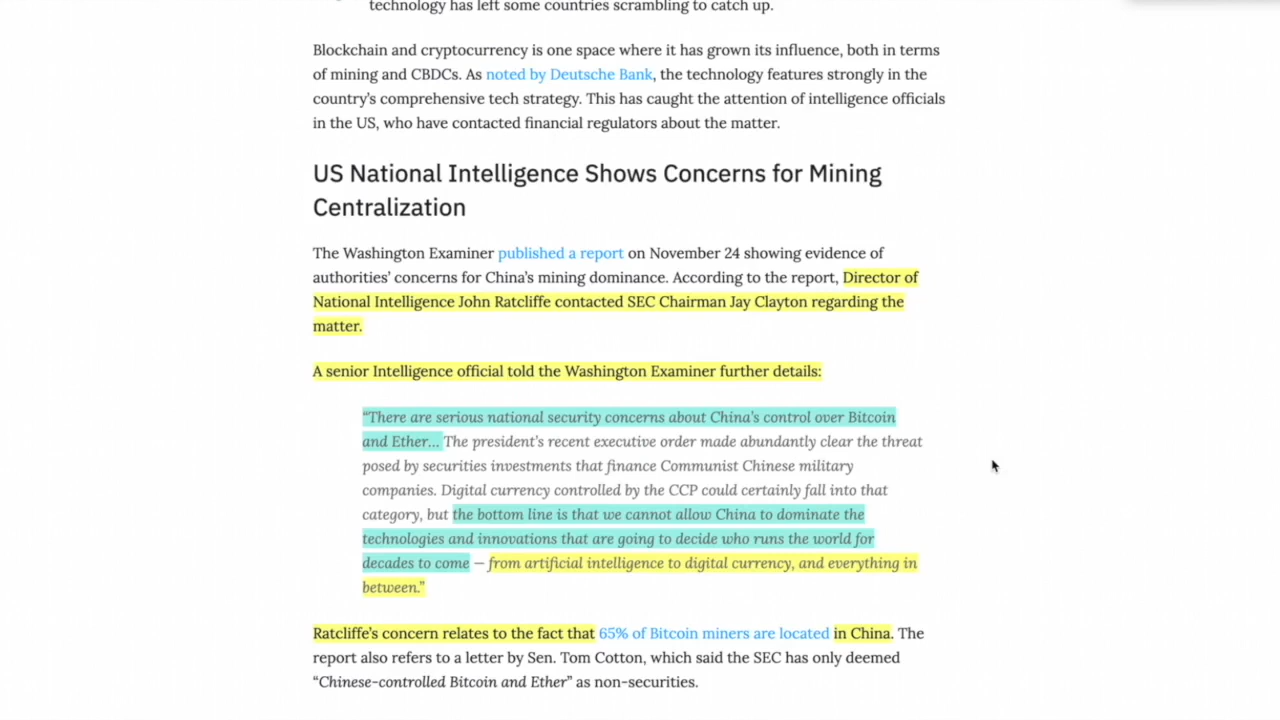 technology has left some countries scrambling to catch up.
Blockchain and cryptocurrency is one space where it has grown its influence, both in terms
of mining and CBDCs. As noted by Deutsche Bank, the technology features strongly in the
country’s comprehensive tech strategy. This has caught the attention of intelligence officials
in the US, who have contacted financial regulators about the matter.
US National Intelligence Shows Concerns for Mining
Centralization
The Washington Examiner published a report on November 24 showing evidence of
authorities’ concerns for China’s mining dominance. According to the report, Director of
National Intelligence John Ratcliffe contacted SEC Chairman Jay Clayton regarding the
matter.
A senior Intelligence official told the Washington Examiner further details:
“There are serious national security concerns about China’s control over Bitcoin
and Ether… The president’s recent executive order made abundantly clear the threat
posed by securities investments that finance Communist Chinese military
companies. Digital currency controlled by the CCP could certainly fall into that
category, but the bottom line is that we cannot allow China to dominate the
technologies and innovations that are going to decide who runs the world for
decades to come – from artificial intelligence to digital currency, and everything in
between.”
Ratcliffe’s concern relates to the fact that 65% of Bitcoin miners are located in China. The
report also refers to a letter by Sen. Tom Cotton, which said the SEC has only deemed
“Chinese-controlled Bitcoin and Ether” as non-securities.